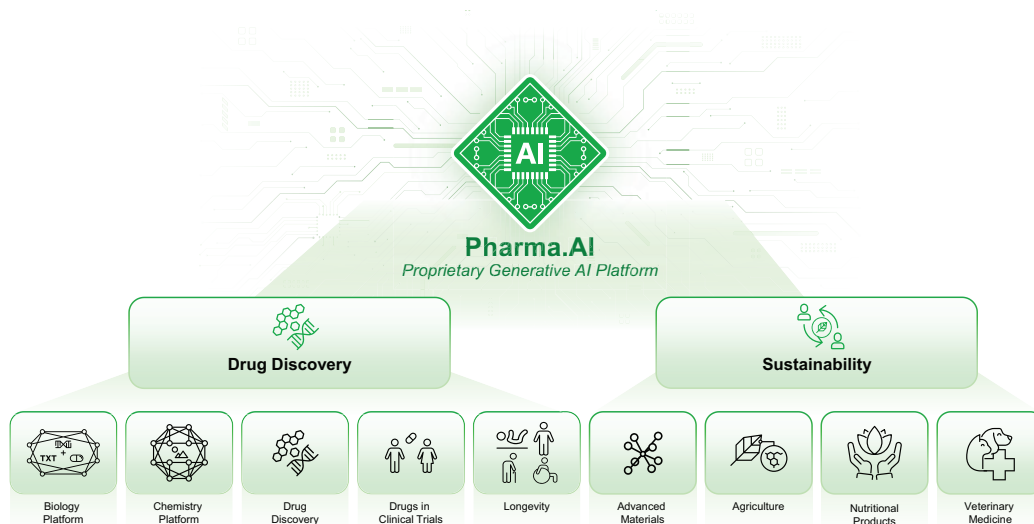 AI
Pharma.AI
Proprietary Generative AI Platform
Drug Discovery
Sustainability
TXT
+
Biology
Platform
Chemistry
Platform
Drug
Discovery
Drugs in
Clinical Trials
Longevity
Advanced
Materials
Agriculture
Nutritional
Products
Veterinary
Medicine